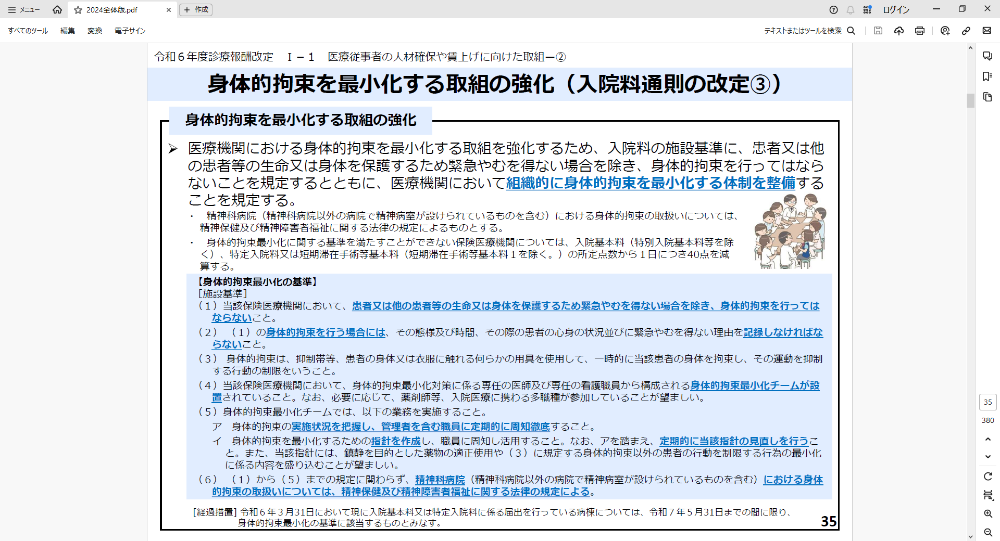 メニュー
2024全体版.pdf
作成
ログイン
すべてのツール 編集 変換 電子サイン
テキストまたはツールを検索
令和６年度診療報酬改定　Ⅰ－１　医療従事者の人材確保や賃上げに向けた取組－②
身体的拘束を最小化する取組の強化（入院料通則の改定③）
身体的拘束を最小化する取組の強化
➢ 医療機関における身体的拘束を最小化する取組を強化するため、入院料の施設基準に、患者又は他
の患者等の生命又は身体を保護するため緊急やむを得ない場合を除き、身体的拘束を行ってはなら
ないことを規定するとともに、医療機関において組織的に身体的拘束を最小化する体制を整備する
ことを規定する。
・　精神科病院（精神科病院以外の病院で精神病室が設けられているものを含む）における身体的拘束の取扱いについては、
精神保健及び精神障害者福祉に関する法律の規定によるものとする。
・　身体的拘束最小化に関する基準を満たすことができない保険医療機関については、入院基本料（特別入院基本料等を除
く）、特定入院料又は短期滞在手術等基本料（短期滞在手術等基本料１を除く。）の所定点数から１日につき40点を減
算する。
【身体的拘束最小化の基準】
［施設基準］
（１）当該保険医療機関において、患者又は他の患者等の生命又は身体を保護するため緊急やむを得ない場合を除き、身体的拘束を行っては
ならないこと。
（２）（１）の身体的拘束を行う場合には、その態様及び時間、その際の患者の心身の状況並びに緊急やむを得ない理由を記録しなければな
らないこと。
（３） 身体的拘束は、抑制帯等、患者の身体又は衣服に触れる何らかの用具を使用して、一時的に当該患者の身体を拘束し、その運動を抑制
する行動の制限をいうこと。
（４）当該保険医療機関において、身体的拘束最小化対策に係る専任の医師及び専任の看護職員から構成される身体的拘束最小化チームが設
置されていること。なお、必要に応じて、薬剤師等、入院医療に携わる多職種が参加していることが望ましい。
（５）身体的拘束最小化チームでは、以下の業務を実施すること。
ア　身体的拘束の実施状況を把握し、管理者を含む職員に定期的に周知徹底すること。
イ　身体的拘束を最小化するための指針を作成し、職員に周知し活用すること。なお、アを踏まえ、定期的に当該指針の見直しを行うこ
と。また、当該指針には、鎮静を目的とした薬物の適正使用や（３）に規定する身体的拘束以外の患者の行動を制限する行為の最小化
に係る内容を盛り込むことが望ましい。
（６）（１）から（５）までの規定に関わらず、精神科病院（精神科病院以外の病院で精神病室が設けられているものを含む）における身体
的拘束の取扱いについては、精神保健及び精神障害者福祉に関する法律の規定による。
[経過措置] 令和６年３月31日において現に入院基本料又は特定入院料に係る届出を行っている病棟については、令和７年５月31日までの間に限り、
身体的拘束最小化の基準に該当するものとみなす。
35
35
380